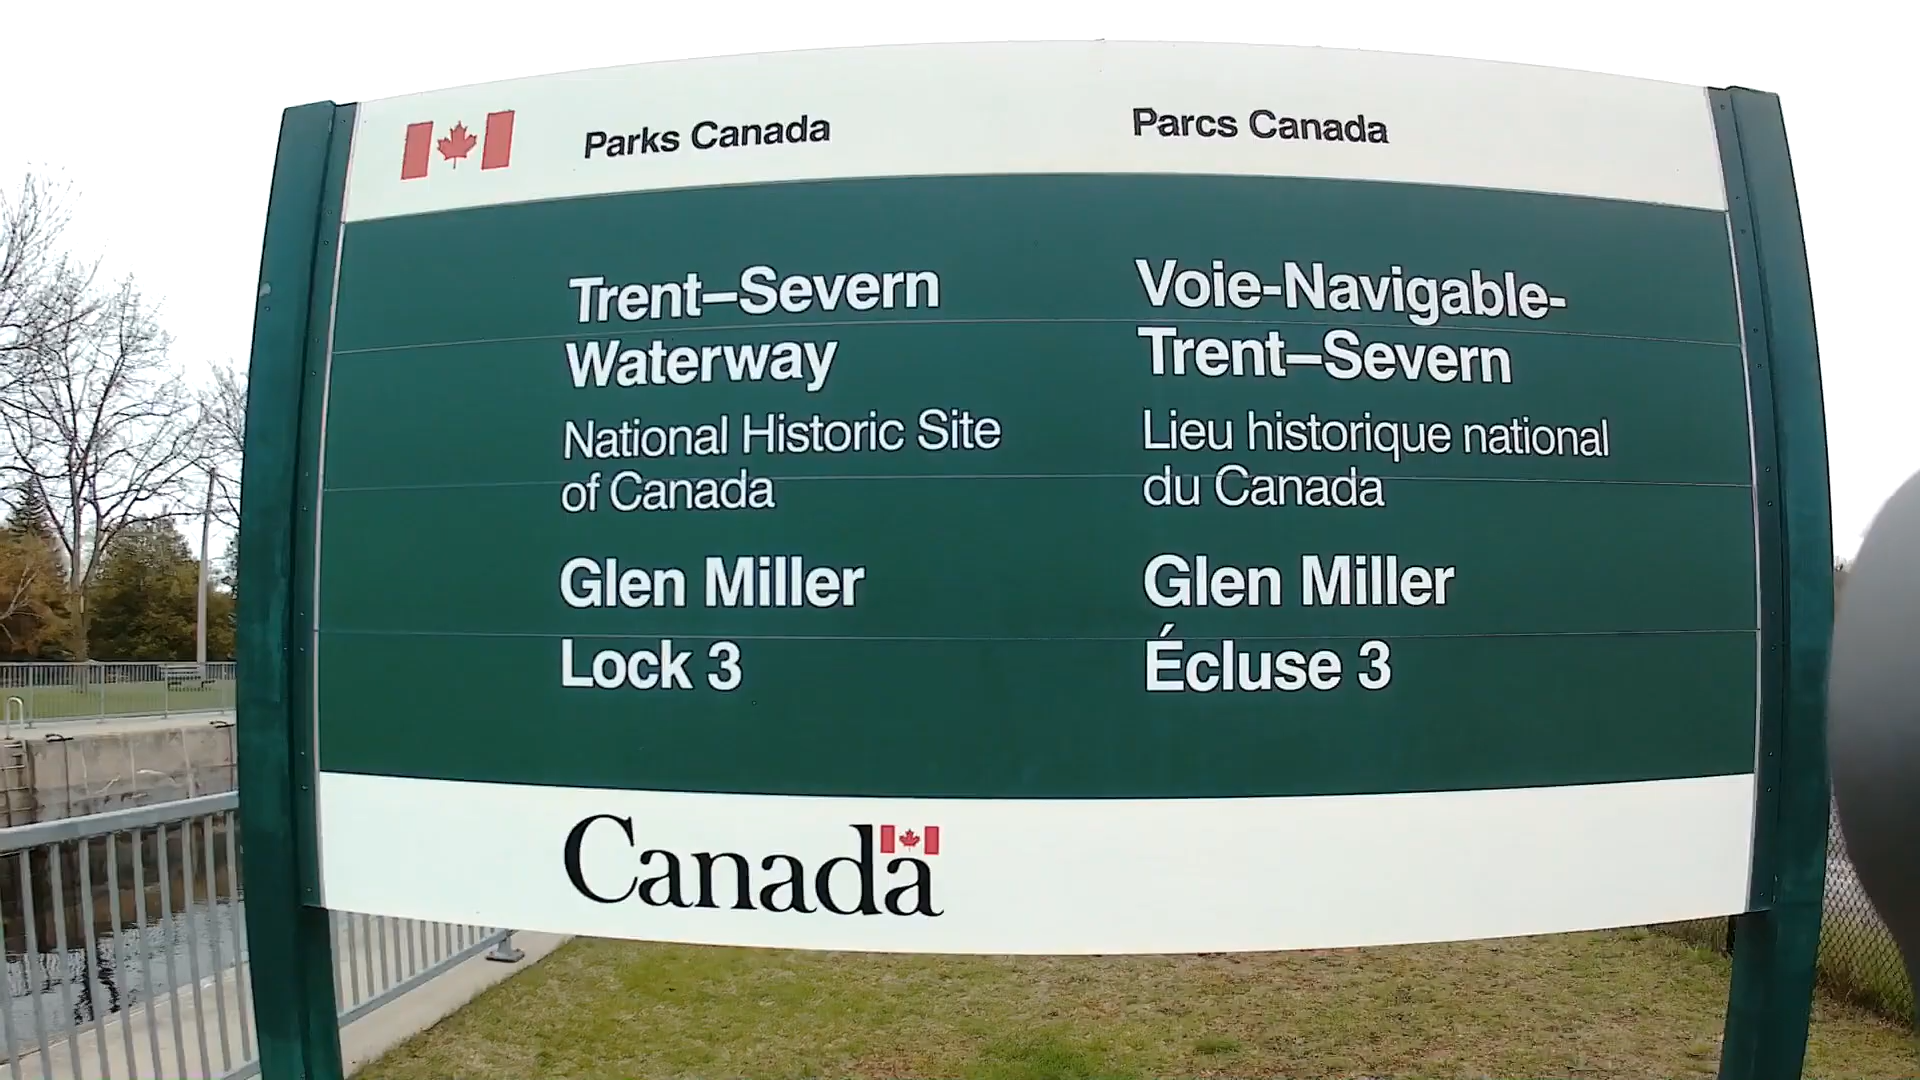 Parks Canada
Parcs Canada
Trent–Severn
Waterway
National Historic Site
of Canada
Glen Miller
Lock 3
Voie-Navigable-
Trent–Severn
Lieu historique national
du Canada
Glen Miller
Écluse 3
Canada